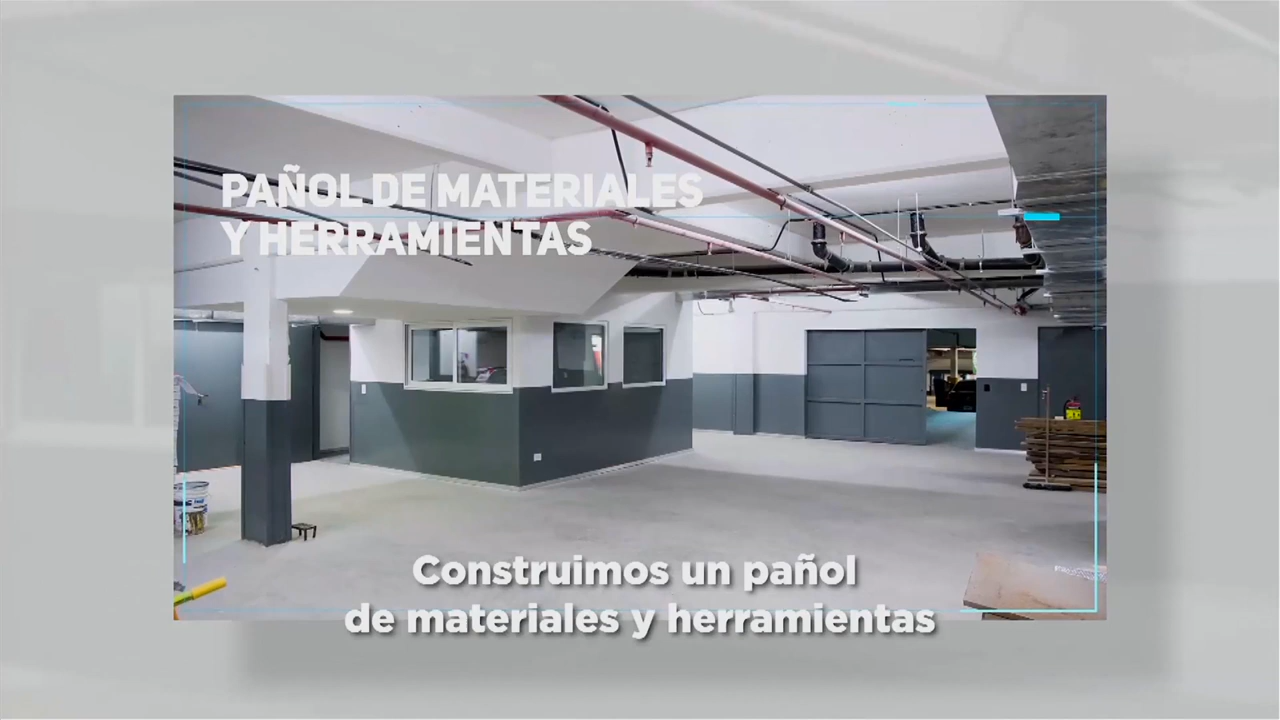 PAÑOL DE MATERIALES
Y HERRAMIENTAS
Construimos un pañol
de materiales y herramientas